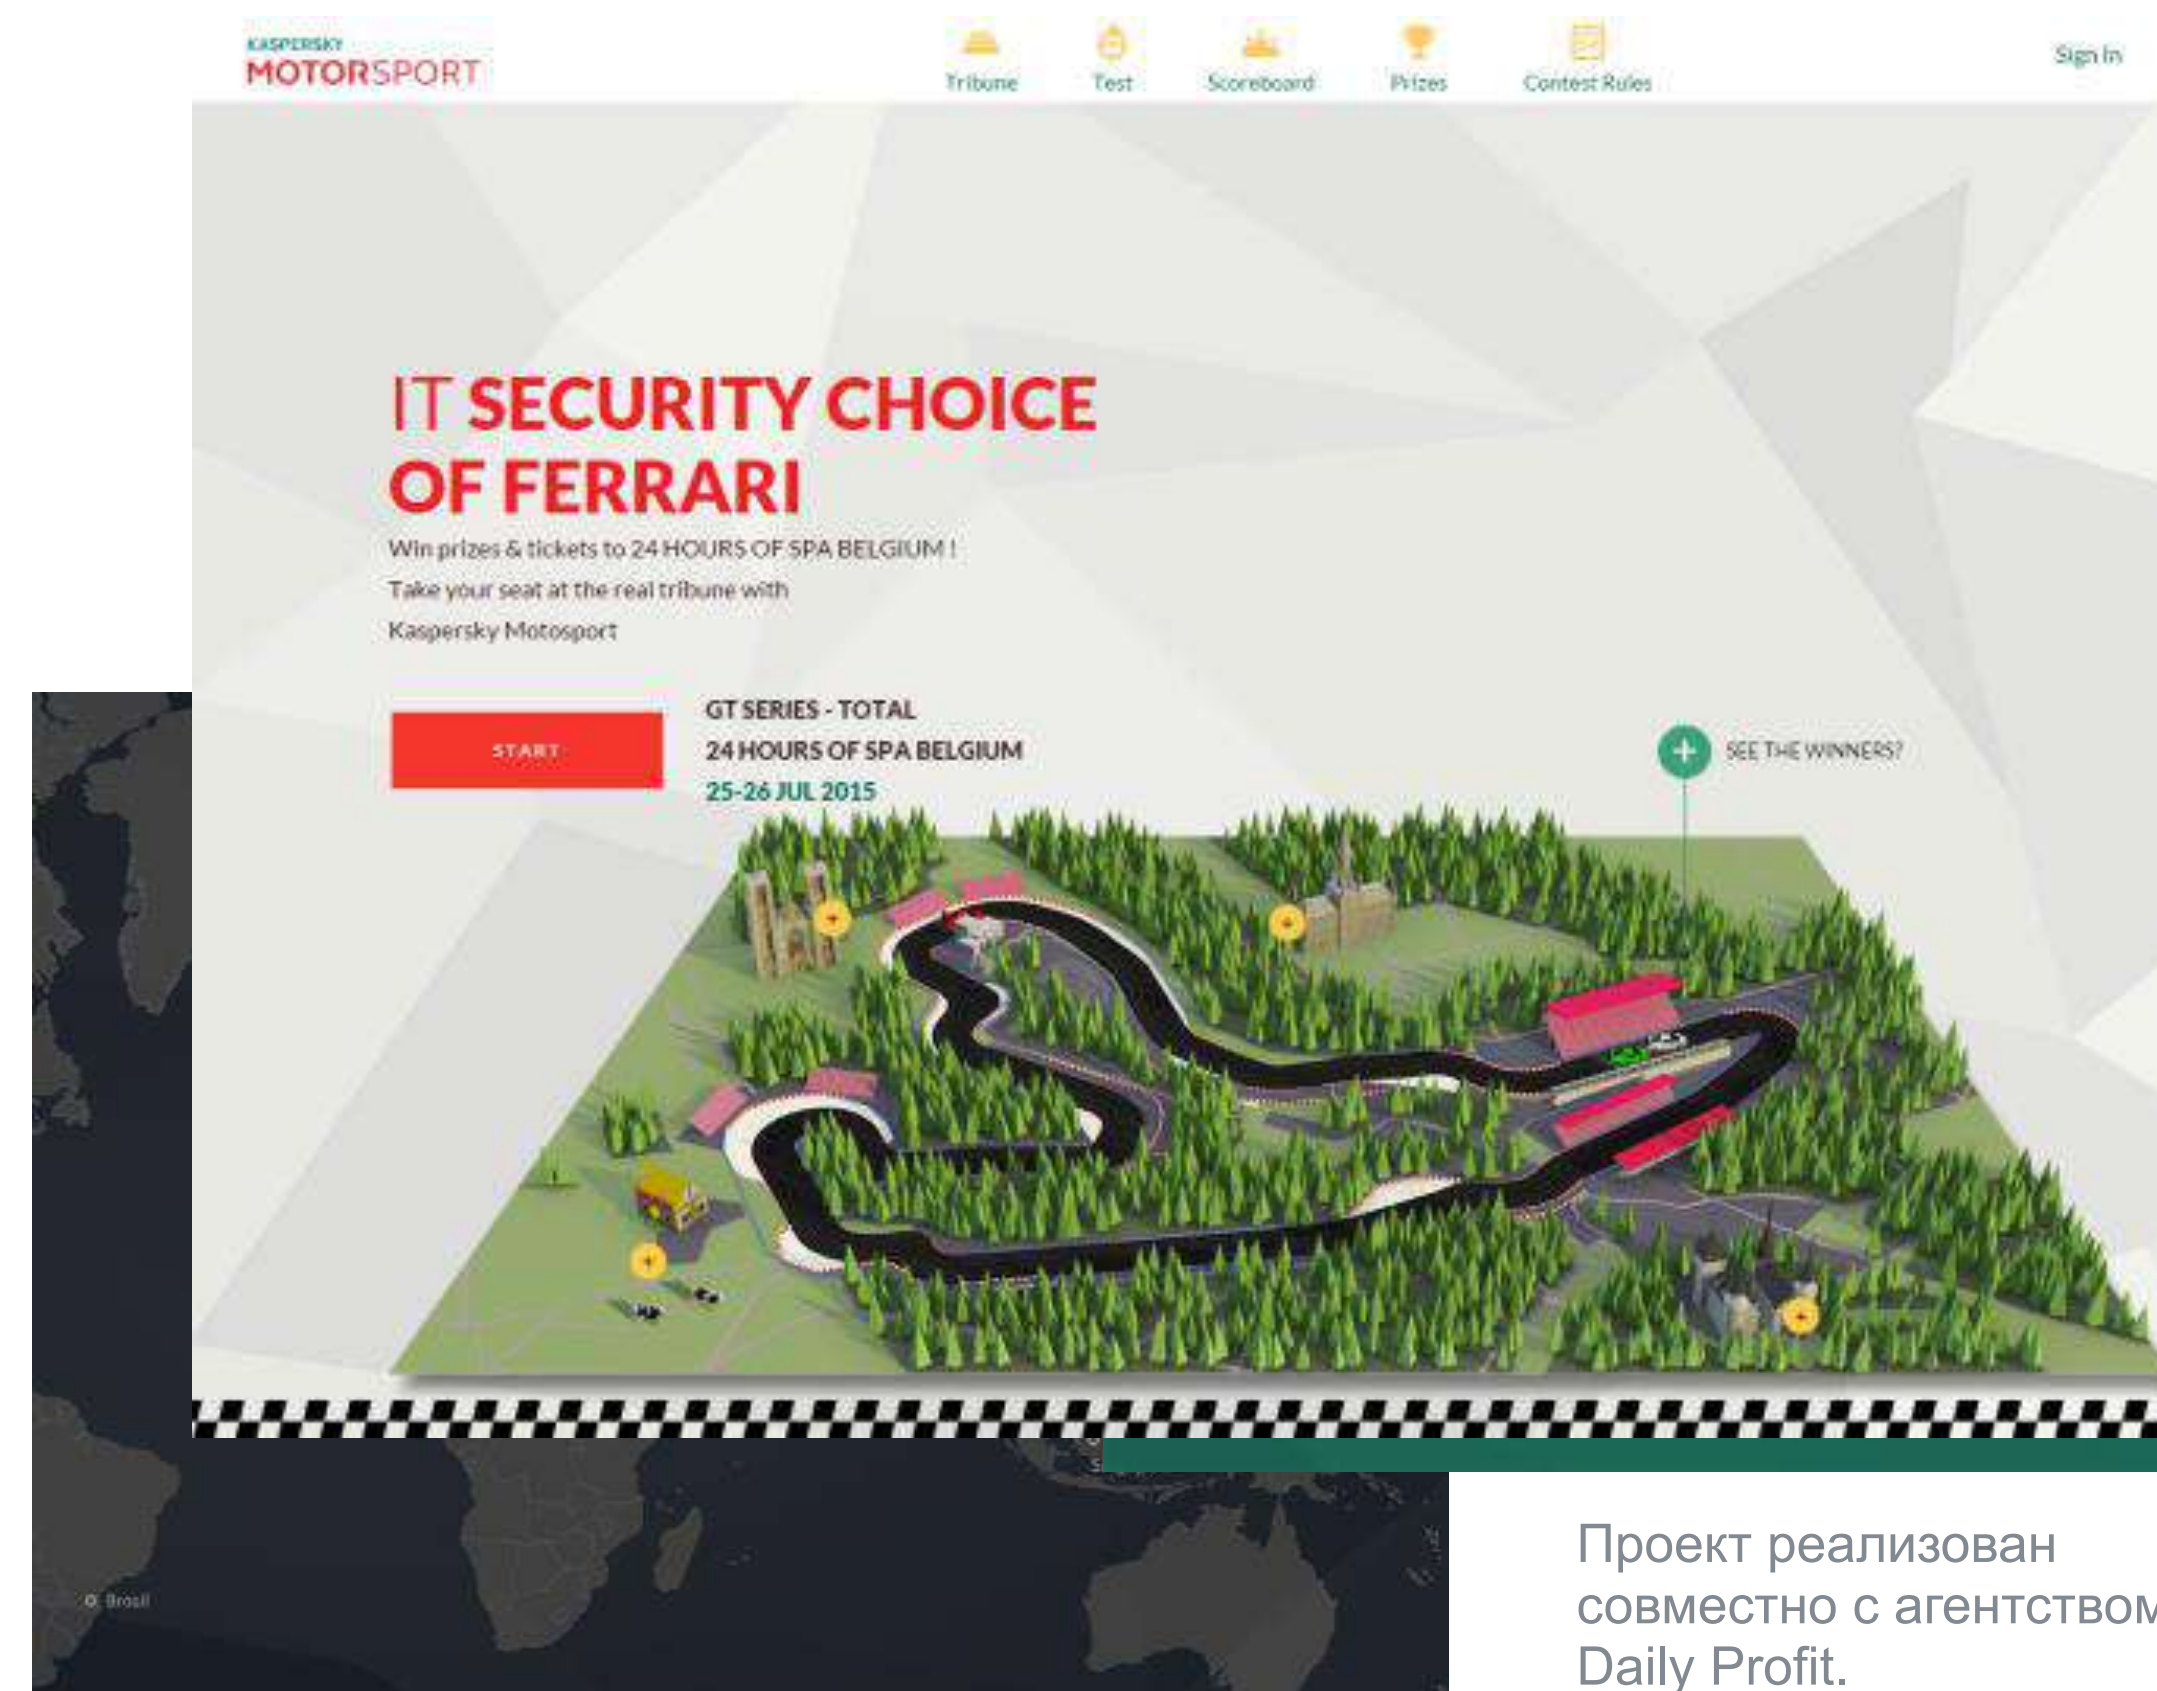 KASPERSKY
MOTORSPORT
Tribune
Test
Scoreboard
Prizes
Contest Rules
Sign In
IT SECURITY CHOICE
OF FERRARI
Win prizes & tickets to 24 HOURS OF SPA BELGIUM !
Take your seat at the real tribune with
Kaspersky Motosport
START
GT SERIES - TOTAL
24 HOURS OF SPA BELGIUM
25-26 JUL 2015
SEE THE WINNERS?
Brasil
Проект реализован
совместно с агентством
Daily Profit.